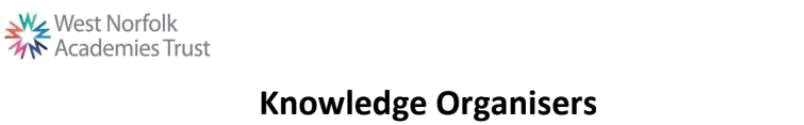 West Norfolk
Academies Trust
Knowledge Organisers